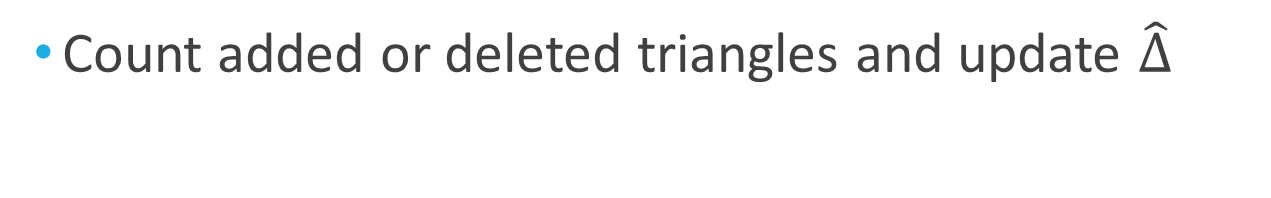 • Count added or deleted triangles and update Δ̂